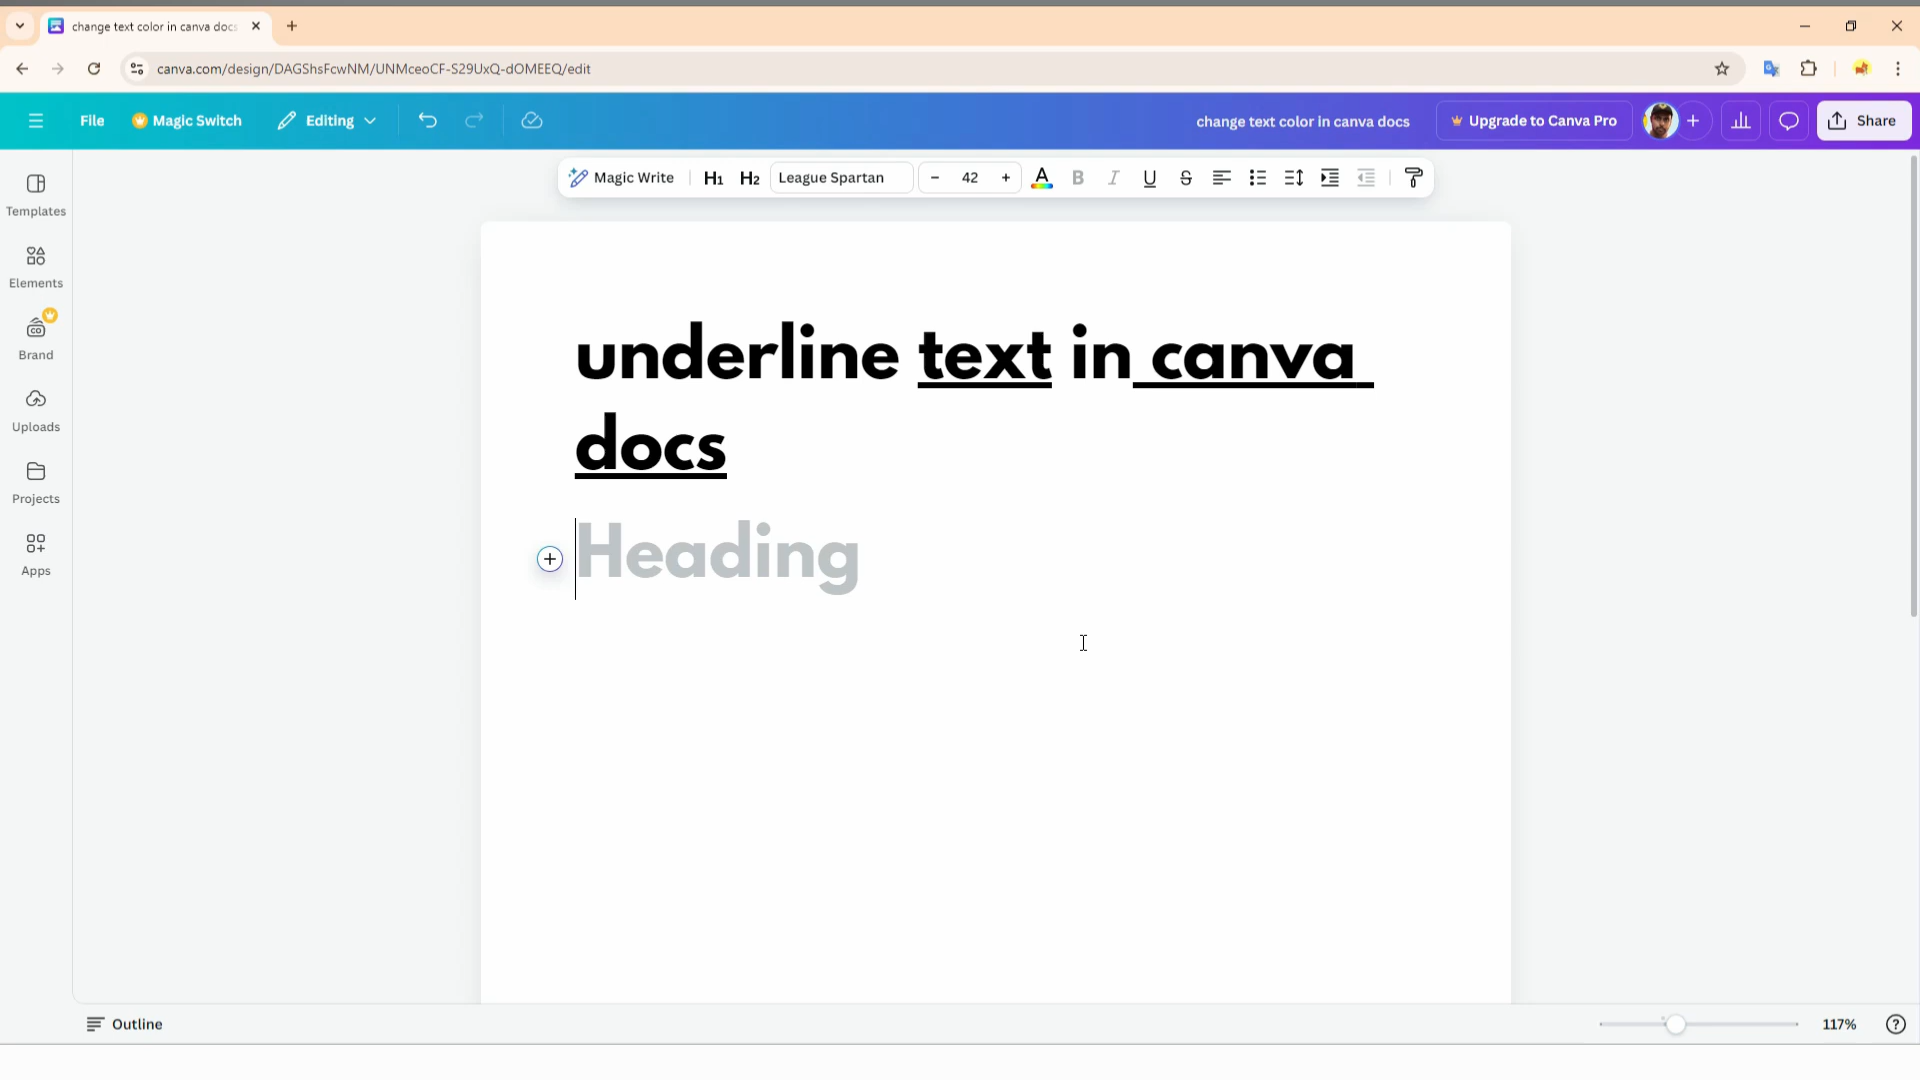 change text color in canva docs
canva.com/design/DAGShsFcwNM/UNMceoCF-S29UxQ-dOMEEQ/edit
File
Magic Switch
Editing
change text color in canva docs
Upgrade to Canva Pro
Share
Magic Write
H1
H2
League Spartan
42
Templates
Elements
Brand
Uploads
Projects
Apps
underline text in canva
docs
Heading
Outline
117%